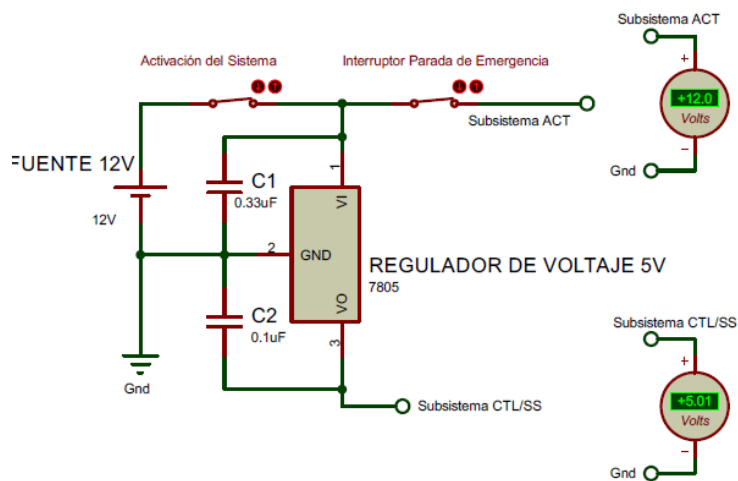 Subsistema ACT
Activación del Sistema
Interruptor Parada de Emergencia
+
+12.0
Volts
Subsistema ACT
FUENTE 12V
1
Gnd
C1
0.33uF
VI
12V
2
GND
REGULADOR DE VOLTAJE 5V
7805
C2
0.1uF
VO
3
Subsistema CTL/SS
+
Gnd
Subsistema CTL/SS
+5.01
Volts
Gnd